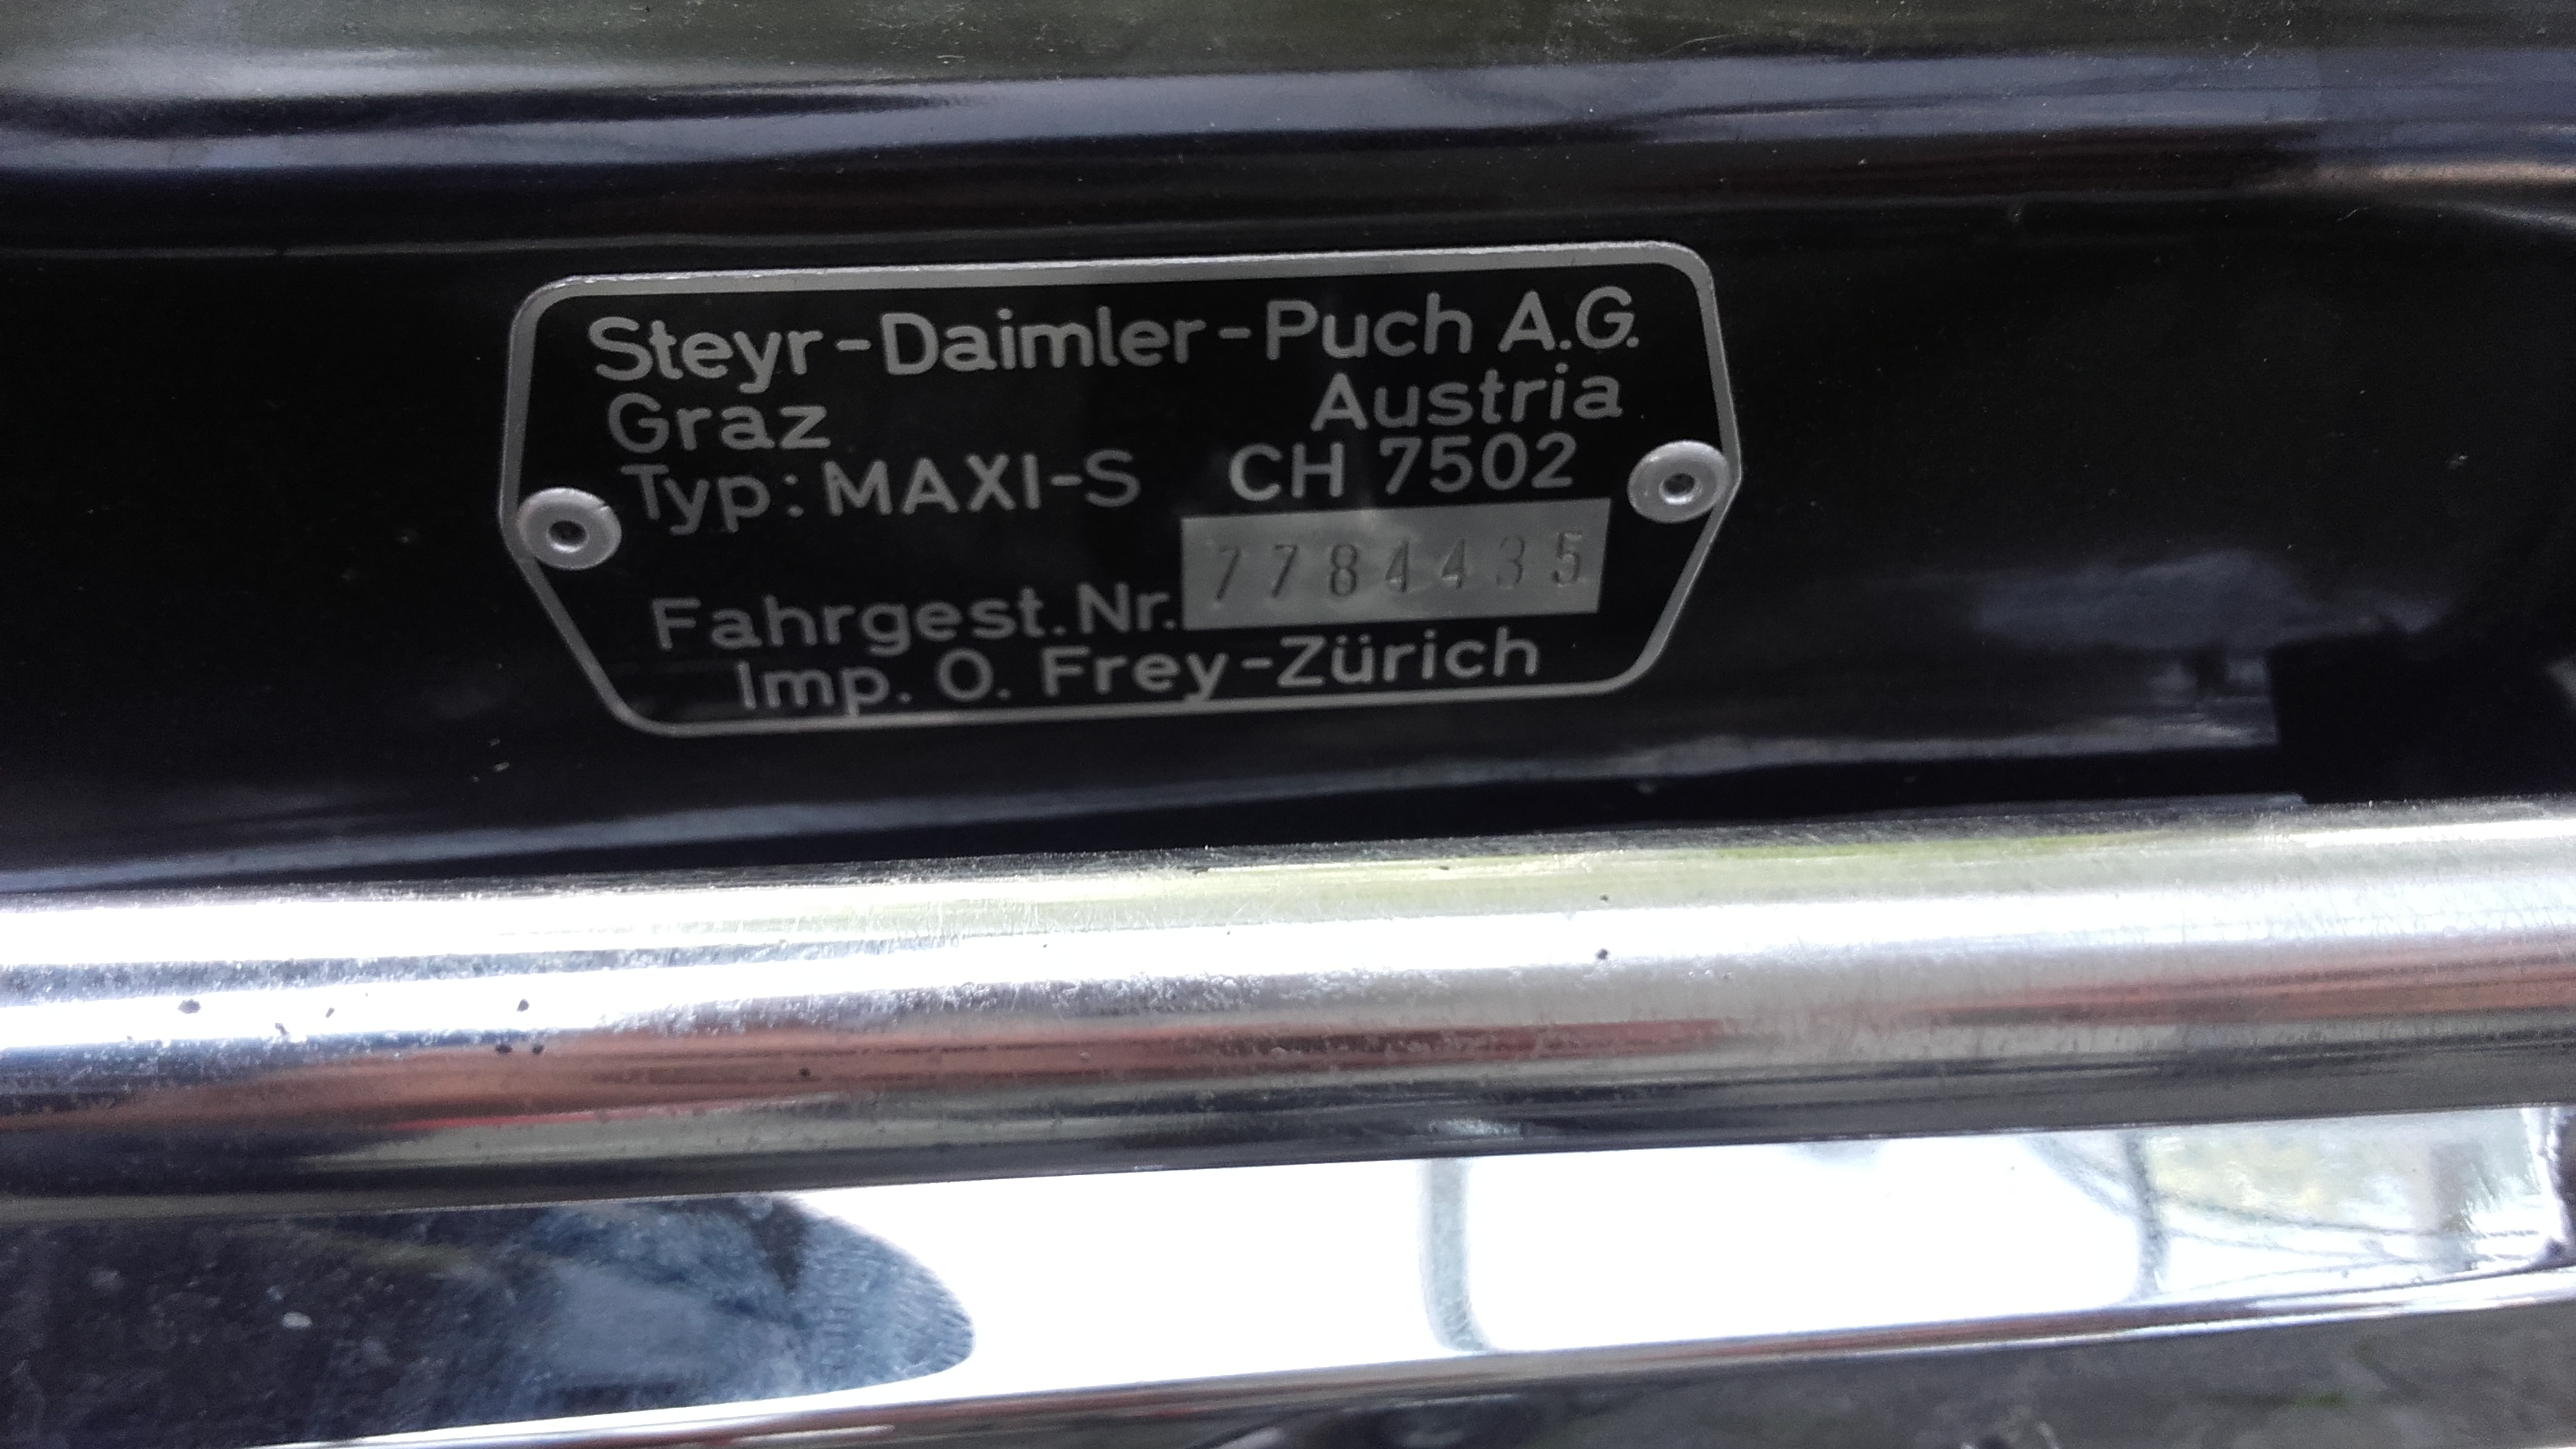 Steyr-Daimler-Puch A.G.
Graz Austria
Typ: MAXI-S CH 7502
Fahrgest. Nr. 7784435
Imp. O. Frey-Zürich